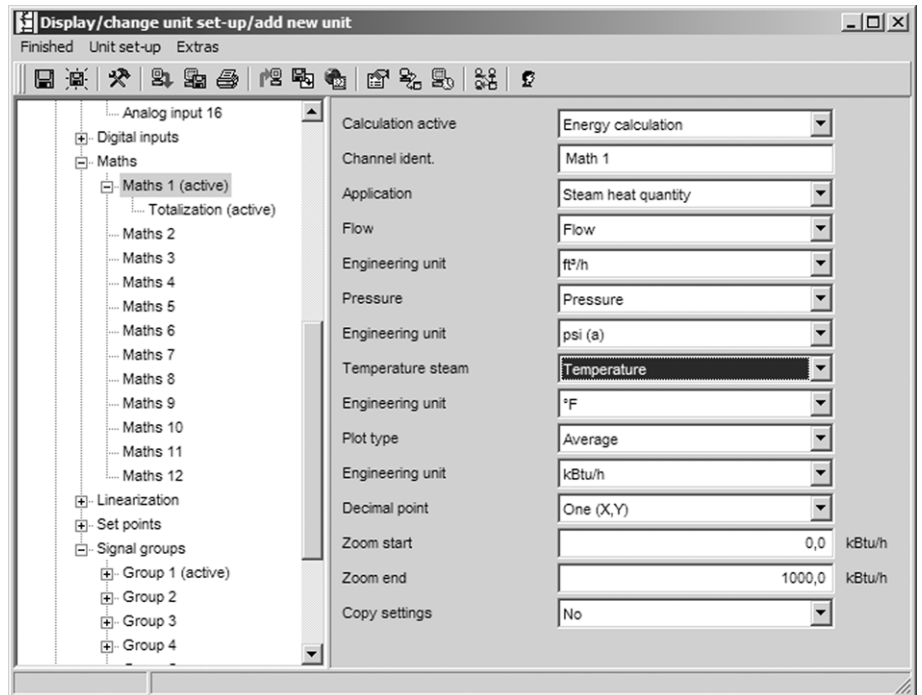 Display/change unit set-up/add new unit
Finished Unit set-up Extras
Analog input 16
Digital inputs
Maths
Maths 1 (active)
Totalization (active)
Maths 2
Maths 3
Maths 4
Maths 5
Maths 6
Maths 7
Maths 8
Maths 9
Maths 10
Maths 11
Maths 12
Linearization
Set points
Signal groups
Group 1 (active)
Group 2
Group 3
Group 4
Calculation active Energy calculation
Channel ident. Math 1
Application Steam heat quantity
Flow Flow
Engineering unit ft³/h
Pressure Pressure
Engineering unit psi (a)
Temperature steam Temperature
Engineering unit °F
Plot type Average
Engineering unit kBtu/h
Decimal point One (X,Y)
Zoom start 0,0 kBtu/h
Zoom end 1000,0 kBtu/h
Copy settings No